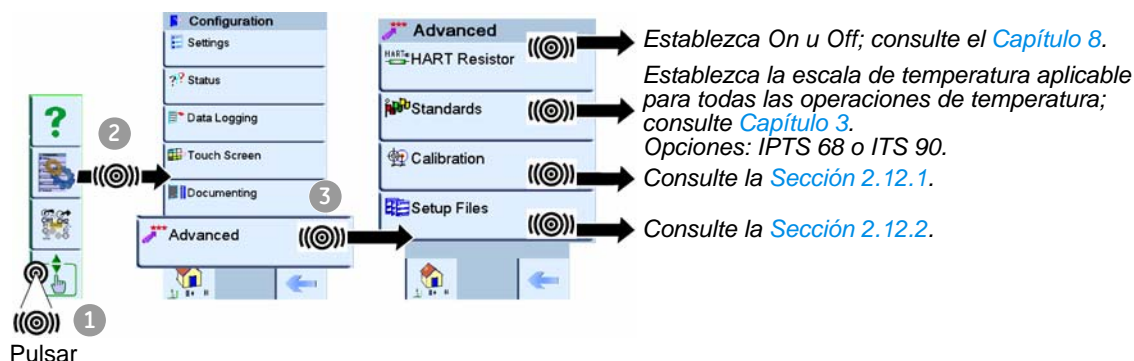 Configuration
Settings
?? Status
Data Logging
Touch Screen
Documenting
Advanced
?
2
3
1
Pulsar
Advanced
HART Resistor
Standards
Calibration
Setup Files
Establezca On u Off; consulte el Capítulo 8.
Establezca la escala de temperatura aplicable
para todas las operaciones de temperatura;
consulte Capítulo 3.
Opciones: IPTS 68 o ITS 90.
Consulte la Sección 2.12.1.
Consulte la Sección 2.12.2.